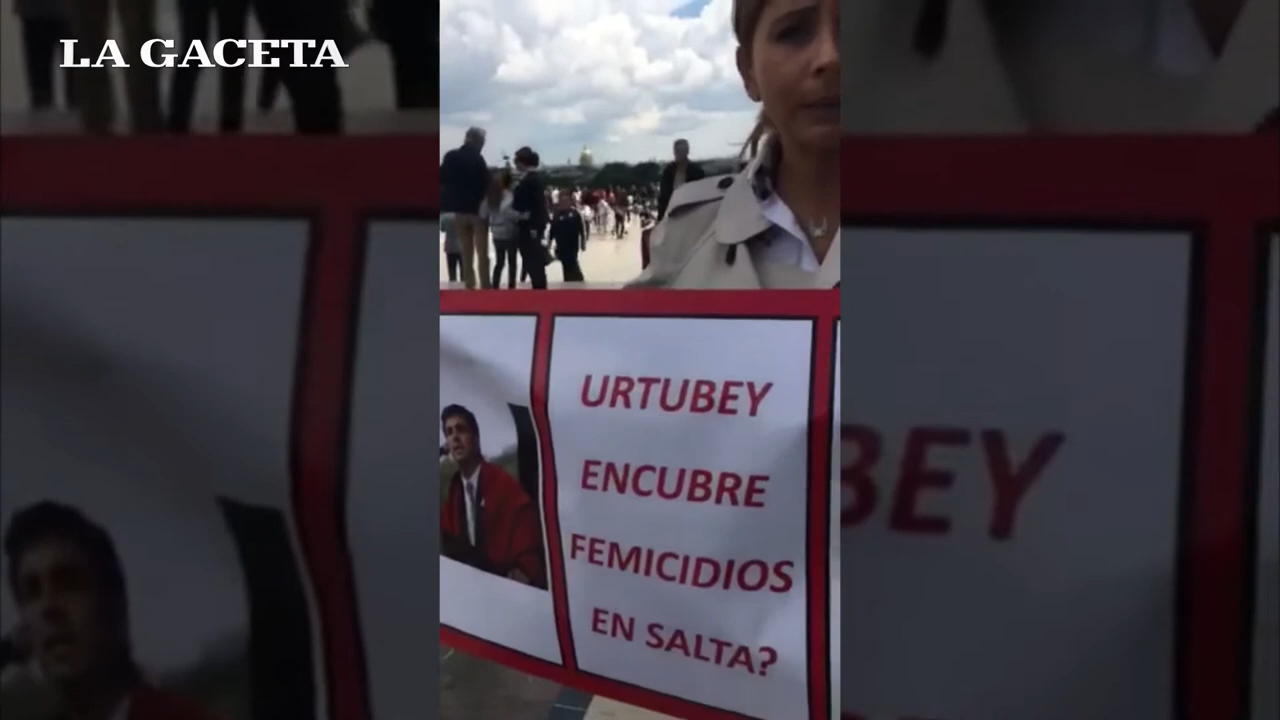 LA GACETA
URTUBEY
ENCUBRE
FEMICIDIOS
EN SALTA?
BEY